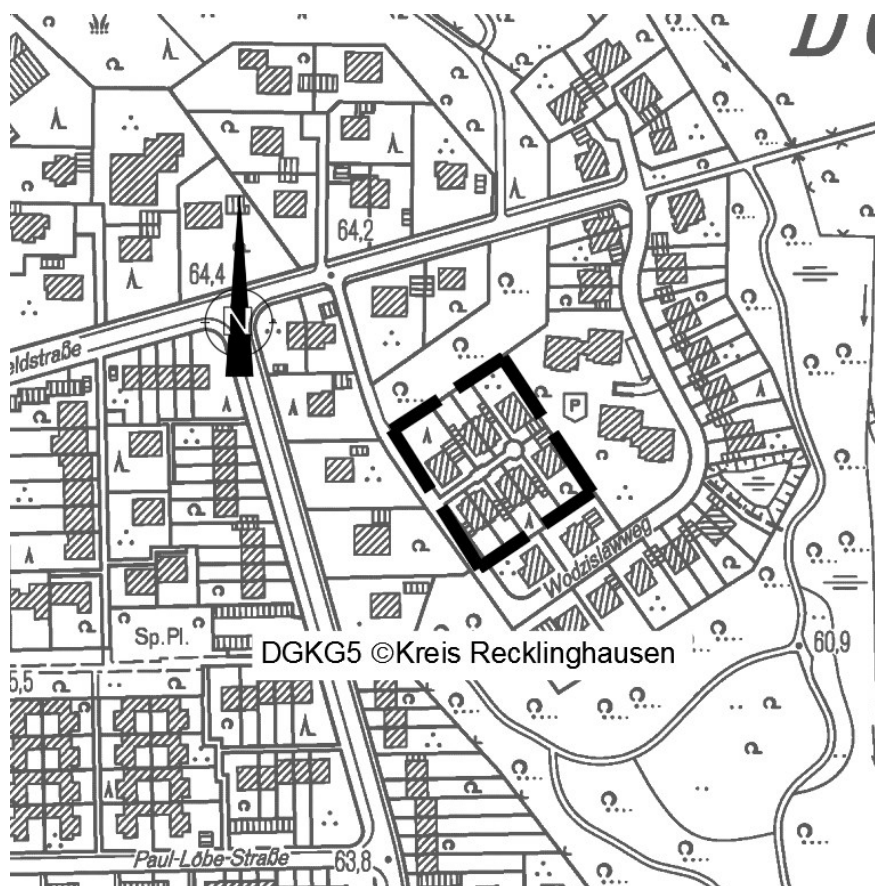 64,2
64,4
N
eldstraße
P
Wodzislawweg
Sp.Pl.
DGKG5 ©Kreis Recklinghausen
60,9
5,5
Paul-Löbe-Straße
63,8